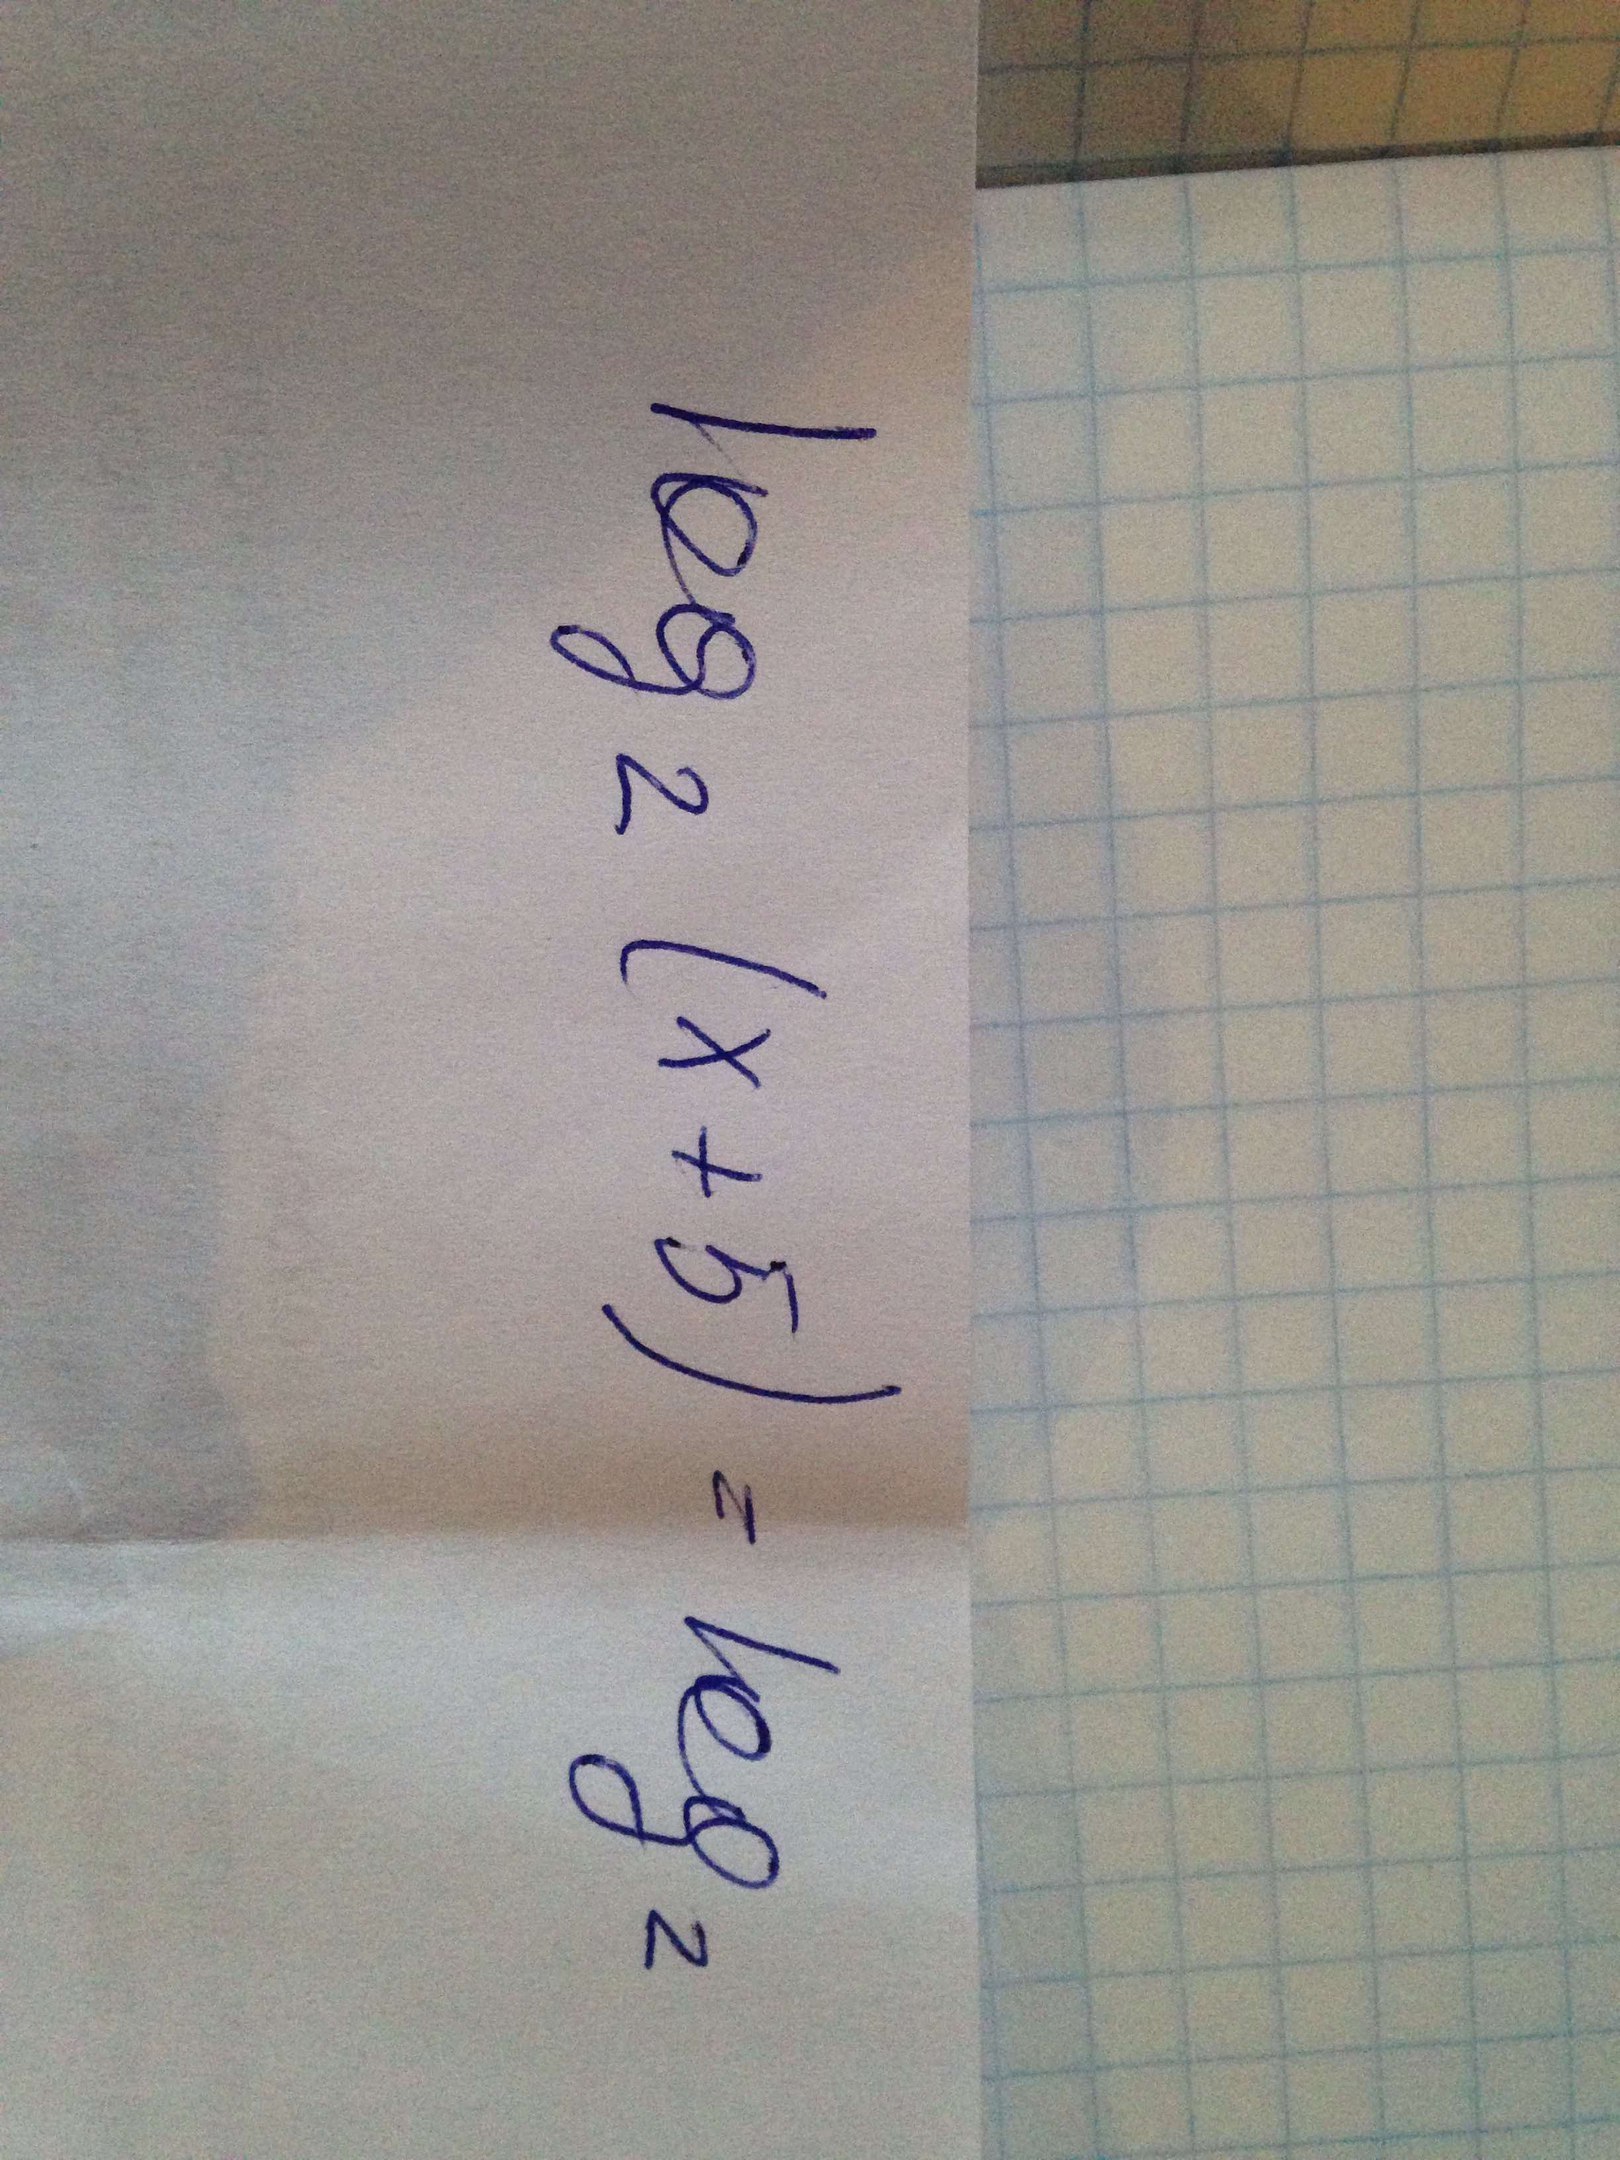 log₂ (x+5) = log₂